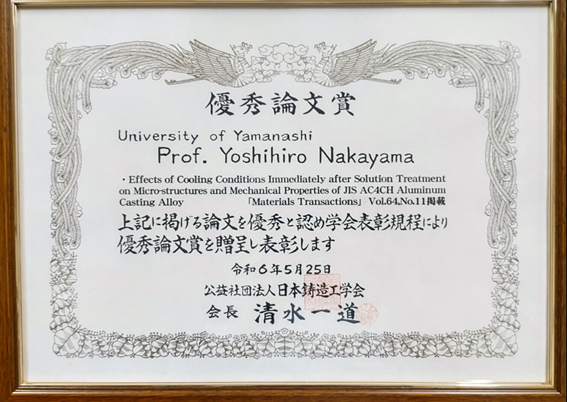 優秀論文賞
University of Yamanashi
Prof. Yoshihiro Nakayama
・Effects of Cooling Conditions Immediately after Solution Treatment
on Micro-structures and Mechanical Properties of JIS AC4CH Aluminum
Casting Alloy 「Materials Transactions」 Vol.64,No.11掲載
上記に掲げる論文を優秀と認め学会表彰規程により
優秀論文賞を贈呈し表彰します
令和6年5月25日
公益社団法人日本鋳造工学会
会長 清水一道